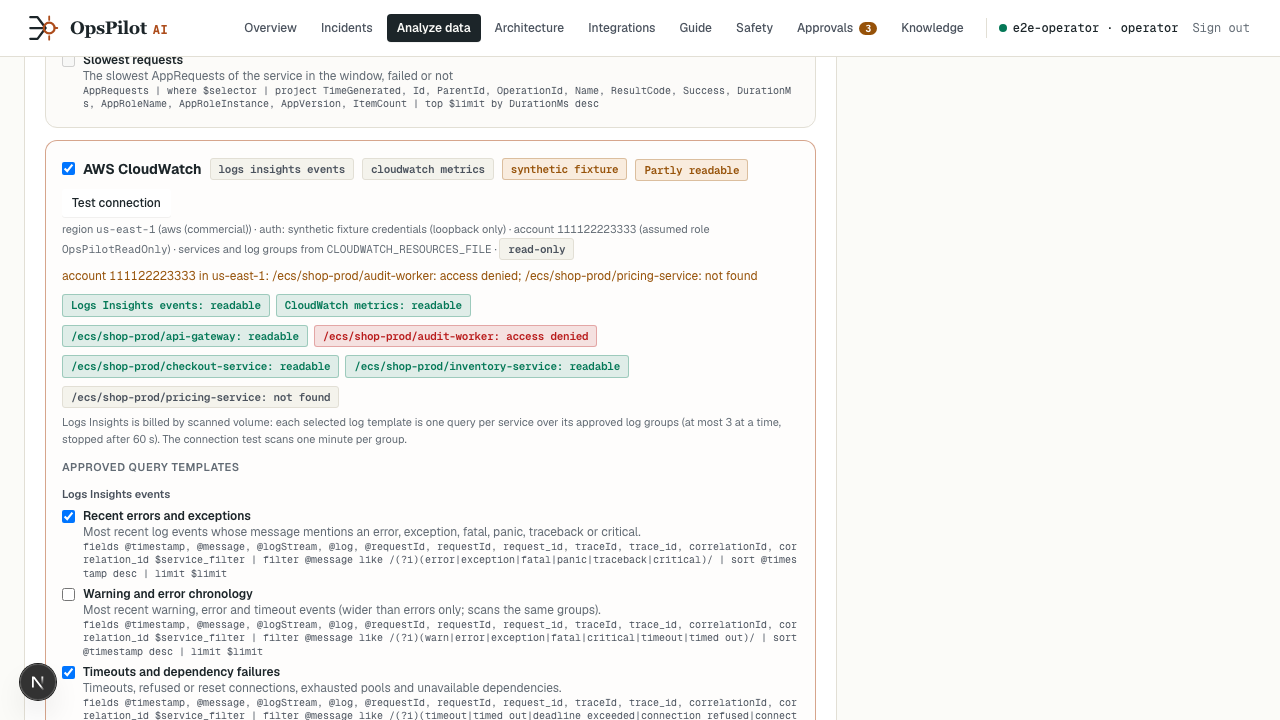 OpsPilot AI
Overview
Incidents
Analyze data
Architecture
Integrations
Guide
Safety
Approvals 3
Knowledge
e2e-operator · operator
Sign out
Slowest requests
The slowest AppRequests of the service in the window, failed or not
AppRequests | where $selector | project TimeGenerated, Id, ParentId, OperationId, Name, ResultCode, Success, DurationM
s, AppRoleName, AppRoleInstance, AppVersion, ItemCount | top $limit by DurationMs desc
AWS CloudWatch
logs insights events
cloudwatch metrics
synthetic fixture
Partly readable
Test connection
region us-east-1 (aws (commercial)) · auth: synthetic fixture credentials (loopback only) · account 111122223333 (assumed role
OpsPilotReadOnly) · services and log groups from CLOUDWATCH_RESOURCES_FILE · read-only
account 111122223333 in us-east-1: /ecs/shop-prod/audit-worker: access denied; /ecs/shop-prod/pricing-service: not found
Logs Insights events: readable
CloudWatch metrics: readable
/ecs/shop-prod/api-gateway: readable
/ecs/shop-prod/audit-worker: access denied
/ecs/shop-prod/checkout-service: readable
/ecs/shop-prod/inventory-service: readable
/ecs/shop-prod/pricing-service: not found
Logs Insights is billed by scanned volume: each selected log template is one query per service over its approved log groups (at most 3 at a time,
stopped after 60 s). The connection test scans one minute per group.
APPROVED QUERY TEMPLATES
Logs Insights events
Recent errors and exceptions
Most recent log events whose message mentions an error, exception, fatal, panic, traceback or critical.
fields @timestamp, @message, @logStream, @log, @requestId, requestId, request_id, traceId, trace_id, correlationId, cor
relation_id $service_filter | filter @message like /(?i)(error|exception|fatal|panic|traceback|critical)/ | sort @times
tamp desc | limit $limit
Warning and error chronology
Most recent warning, error and timeout events (wider than errors only; scans the same groups).
fields @timestamp, @message, @logStream, @log, @requestId, requestId, request_id, traceId, trace_id, correlationId, cor
relation_id $service_filter | filter @message like /(?i)(warn|error|exception|fatal|critical|timeout|timed out)/ | sort
@timestamp desc | limit $limit
Timeouts and dependency failures
Timeouts, refused or reset connections, exhausted pools and unavailable dependencies.
fields @timestamp, @message, @logStream, @log, @requestId, requestId, request_id, traceId, trace_id, correlationId, cor
relation_id $service_filter | filter @message like /(?i)(timeout|timed out|deadline exceeded|connection refused|connect
N